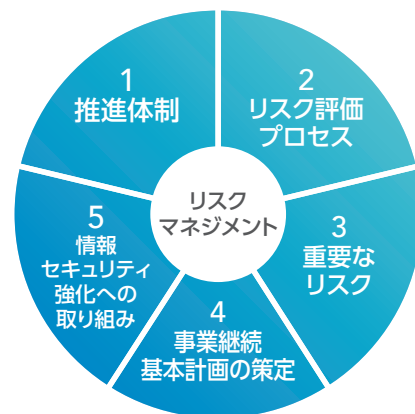 1
推進体制
2
リスク評価
プロセス
3
重要な
リスク
4
事業継続
基本計画の策定
5
情報
セキュリティ
強化への
取り組み
リスク
マネジメント